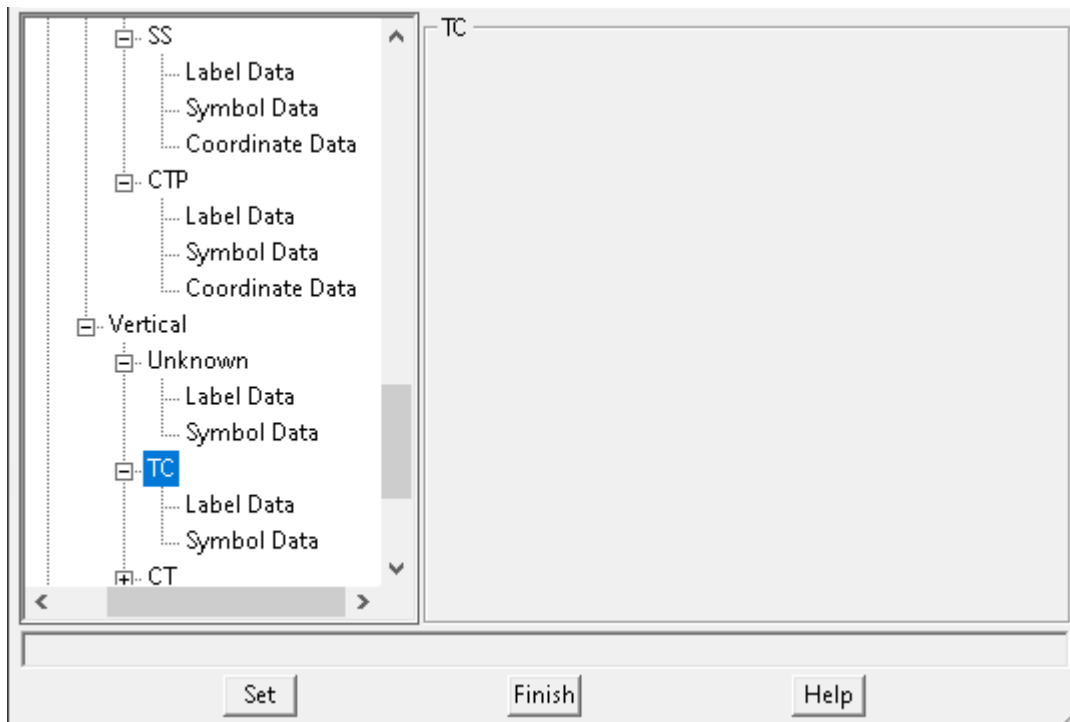 SS
Label Data
Symbol Data
Coordinate Data
CTP
Label Data
Symbol Data
Coordinate Data
Vertical
Unknown
Label Data
Symbol Data
TC
Label Data
Symbol Data
CT
TC
Set
Finish
Help